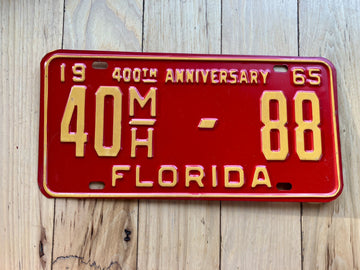 19 400TH ANNIVERSARY 65
40 M/H - 88
FLORIDA